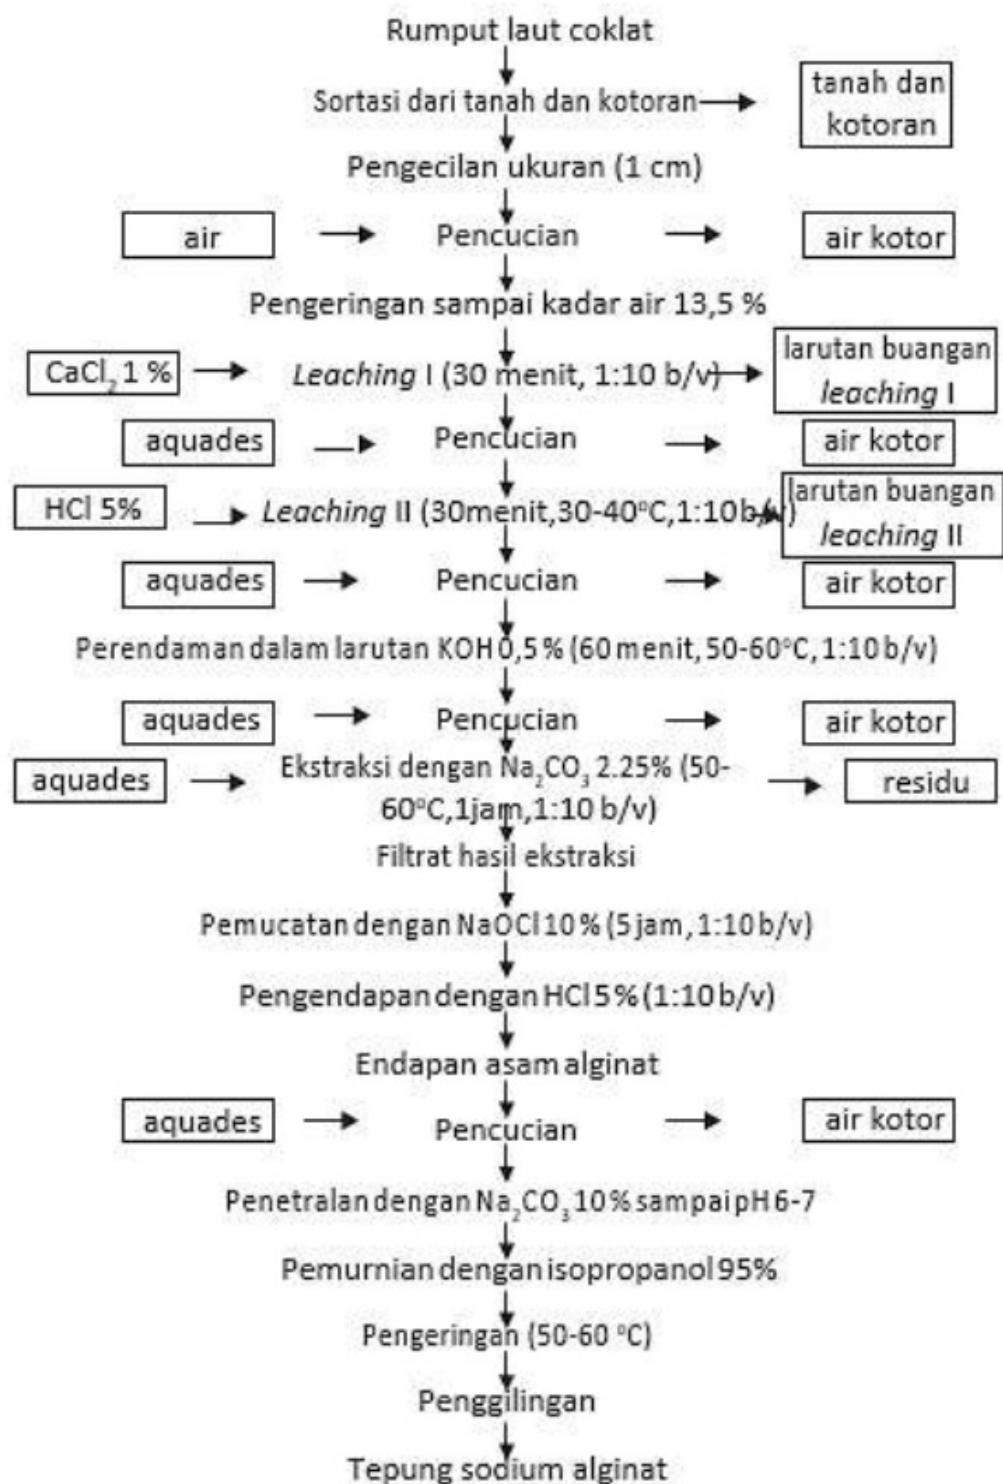 Rumput laut coklat
Sortasi dari tanah dan kotoran
tanah dan
kotoran
Pengecilan ukuran (1 cm)
air
Pencucian
air kotor
Pengeringan sampai kadar air 13,5 %
CaCl₂ 1 %
Leaching I (30 menit, 1:10 b/v)
larutan buangan
leaching I
aquades
Pencucian
air kotor
HCl 5%
Leaching II (30menit,30-40°C,1:10 b/v)
larutan buangan
leaching II
aquades
Pencucian
air kotor
Perendaman dalam larutan KOH 0,5 % (60 menit, 50-60°C, 1:10 b/v)
aquades
Pencucian
air kotor
aquades
Ekstraksi dengan Na₂CO₃ 2.25% (50-
60°C,1jam,1:10 b/v)
residu
Filtrat hasil ekstraksi
Pemucatan dengan NaOCl 10 % (5 jam, 1:10 b/v)
Pengendapan dengan HCl 5% (1:10 b/v)
Endapan asam alginat
aquades
Pencucian
air kotor
Penetralan dengan Na₂CO₃ 10% sampai pH 6-7
Pemurnian dengan isopropanol 95%
Pengeringan (50-60 °C)
Penggilingan
Tepung sodium alginat